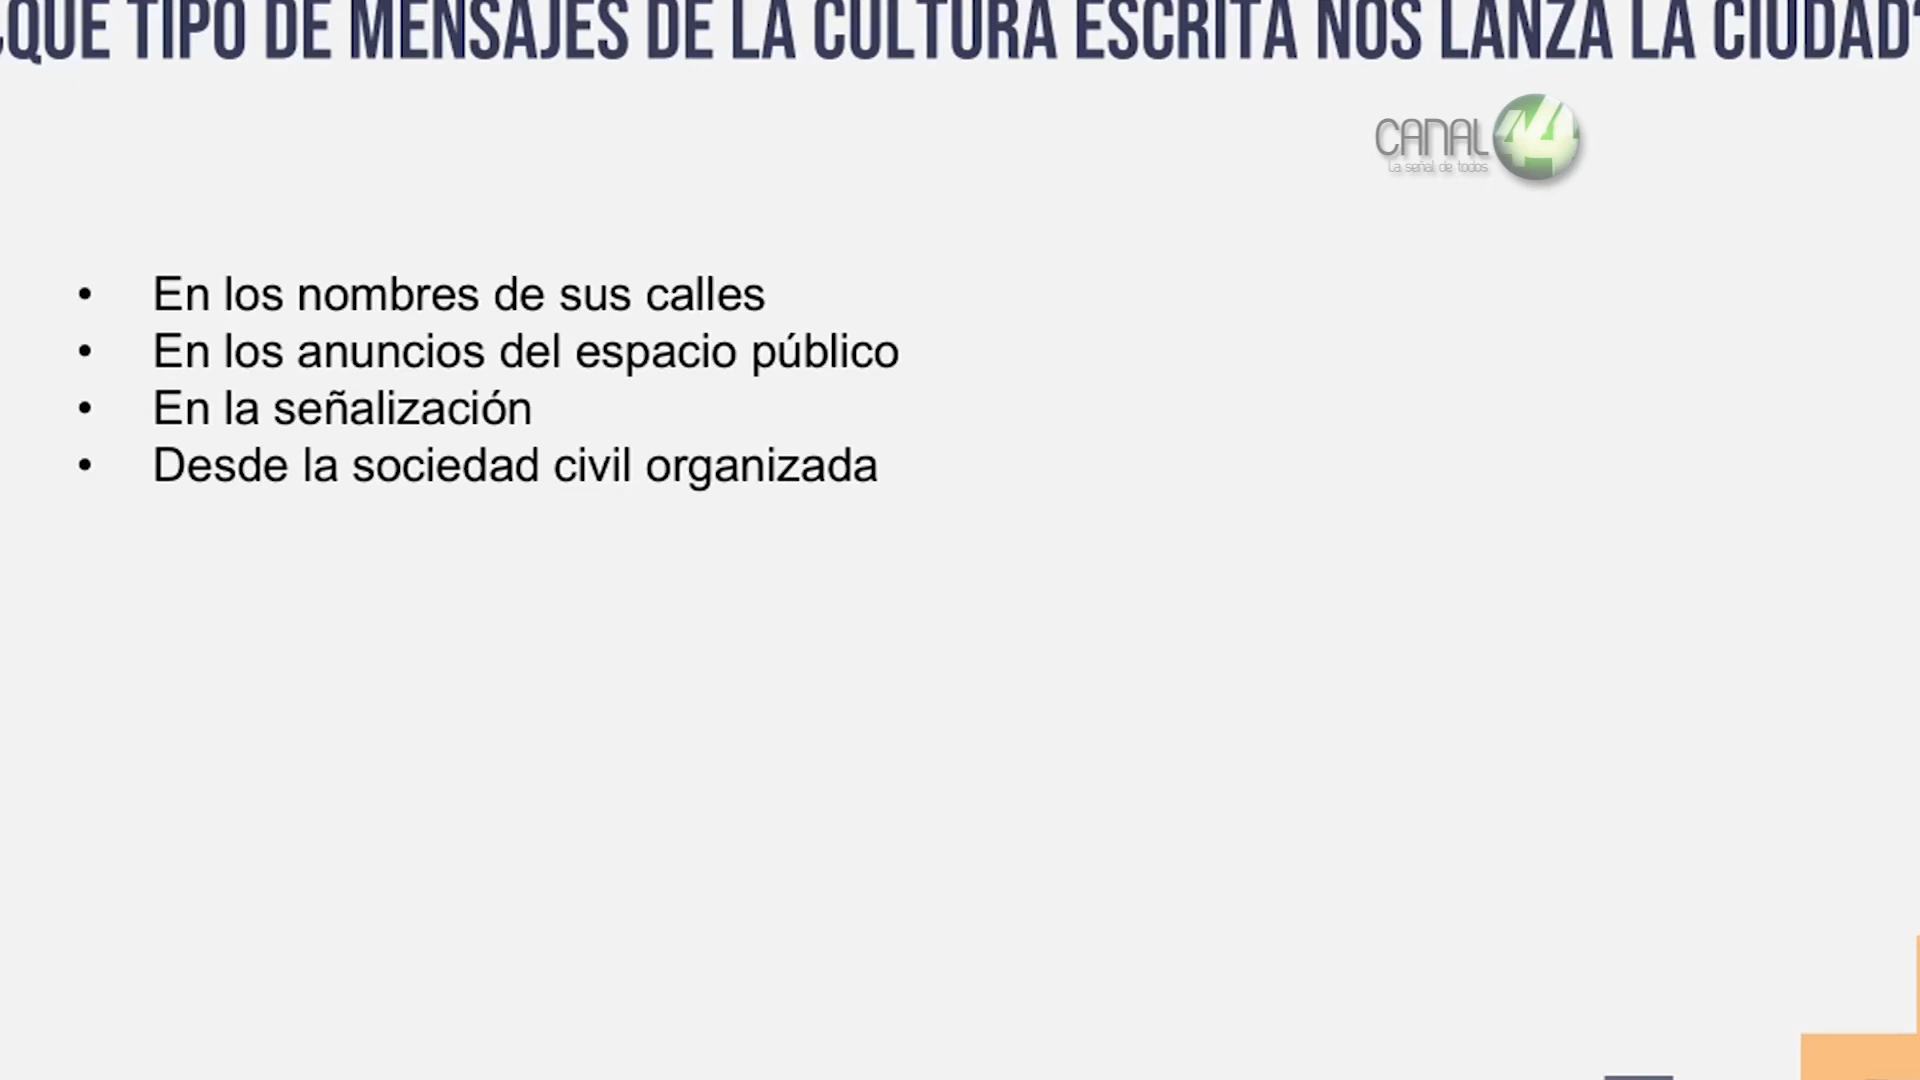 ¿QUE TIPO DE MENSAJES DE LA CULTURA ESCRITA NOS LANZA LA CIUDAD?
CANAL 44
La señal de todos
• En los nombres de sus calles
• En los anuncios del espacio público
• En la señalización
• Desde la sociedad civil organizada